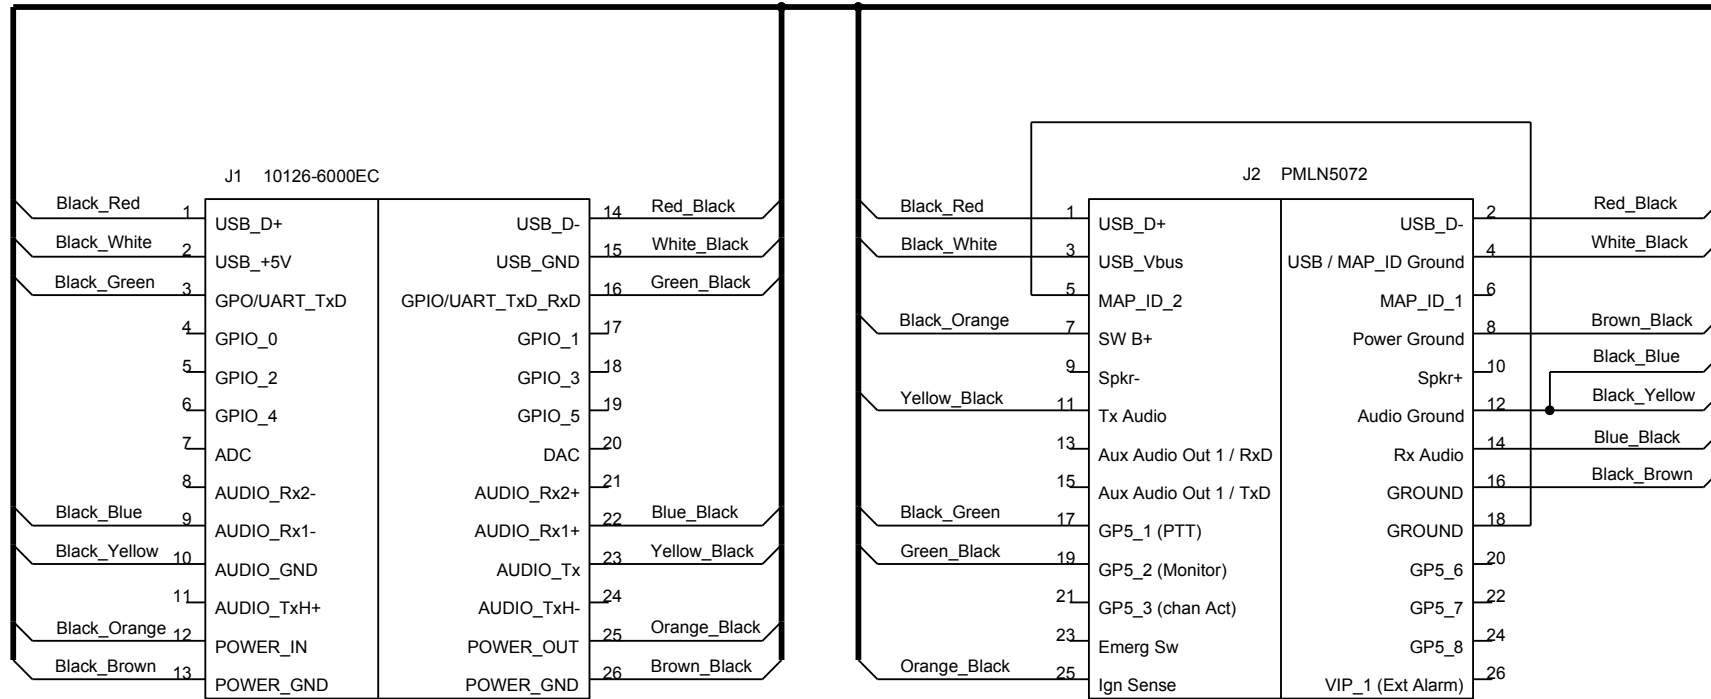 J1 10126-6000EC
Black_Red 1 USB_D+ USB_D- 14 Red_Black
Black_White 2 USB_+5V USB_GND 15 White_Black
Black_Green 3 GPO/UART_TxD GPIO/UART_TxD_RxD 16 Green_Black
4 GPIO_0 GPIO_1 17
5 GPIO_2 GPIO_3 18
6 GPIO_4 GPIO_5 19
7 ADC DAC 20
8 AUDIO_Rx2- AUDIO_Rx2+ 21
Black_Blue 9 AUDIO_Rx1- AUDIO_Rx1+ 22 Blue_Black
Black_Yellow 10 AUDIO_GND AUDIO_Tx 23 Yellow_Black
11 AUDIO_TxH+ AUDIO_TxH- 24
Black_Orange 12 POWER_IN POWER_OUT 25 Orange_Black
Black_Brown 13 POWER_GND POWER_GND 26 Brown_Black
J2 PMLN5072
Black_Red 1 USB_D+ USB_D- 2 Red_Black
Black_White 3 USB_Vbus USB / MAP_ID Ground 4 White_Black
5 MAP_ID_2 MAP_ID_1 6
Black_Orange 7 SW B+ Power Ground 8 Brown_Black
9 Spkr- Spkr+ 10 Black_Blue
Yellow_Black 11 Tx Audio Audio Ground 12 Black_Yellow
13 Aux Audio Out 1 / RxD Rx Audio 14 Blue_Black
15 Aux Audio Out 1 / TxD GROUND 16 Black_Brown
Black_Green 17 GP5_1 (PTT) GROUND 18
Green_Black 19 GP5_2 (Monitor) GP5_6 20
21 GP5_3 (chan Act) GP5_7 22
23 Emerg Sw GP5_8 24
Orange_Black 25 Ign Sense VIP_1 (Ext Alarm) 26